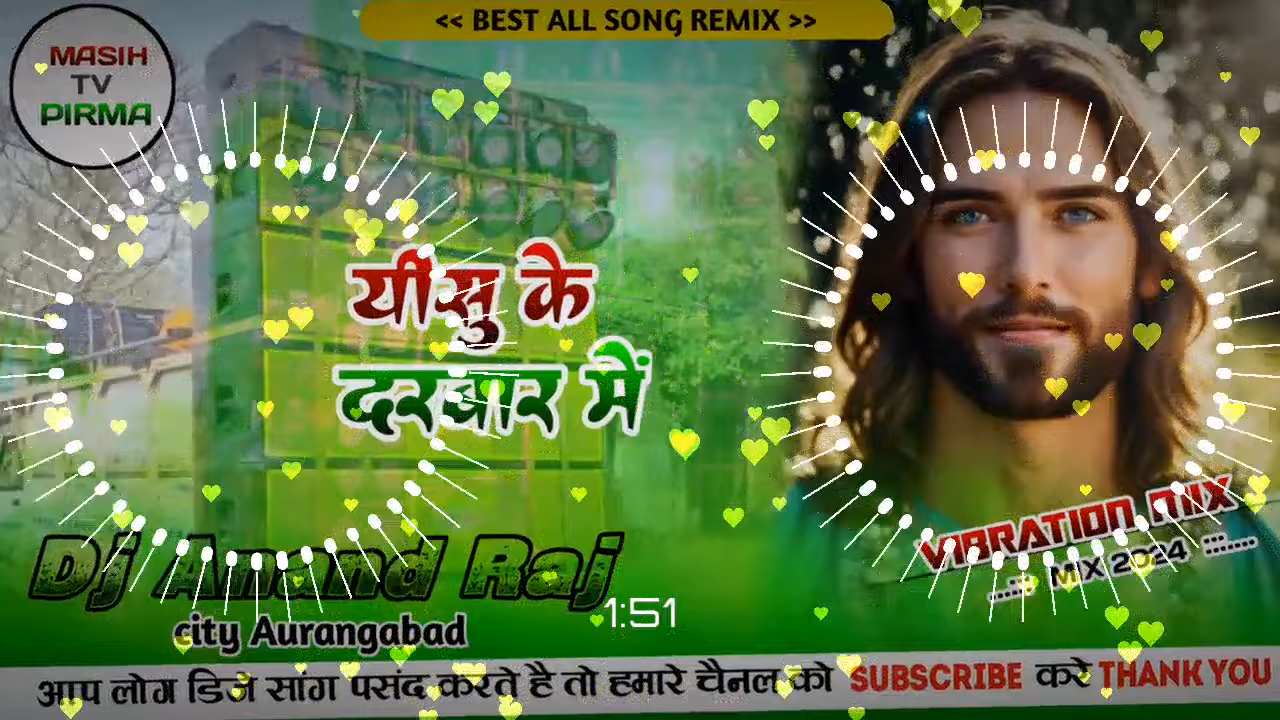 << BEST ALL SONG REMIX >>
MASIH
TV
PIRMA
यीसु के
दरबार में
Dj Anand Raj
city Aurangabad
1:51
VIBRATION MIX
MIX 2024
आप लोग डिजे सांग पसंद करते है तो हमारे चैनल को SUBSCRIBE करे THANK YOU